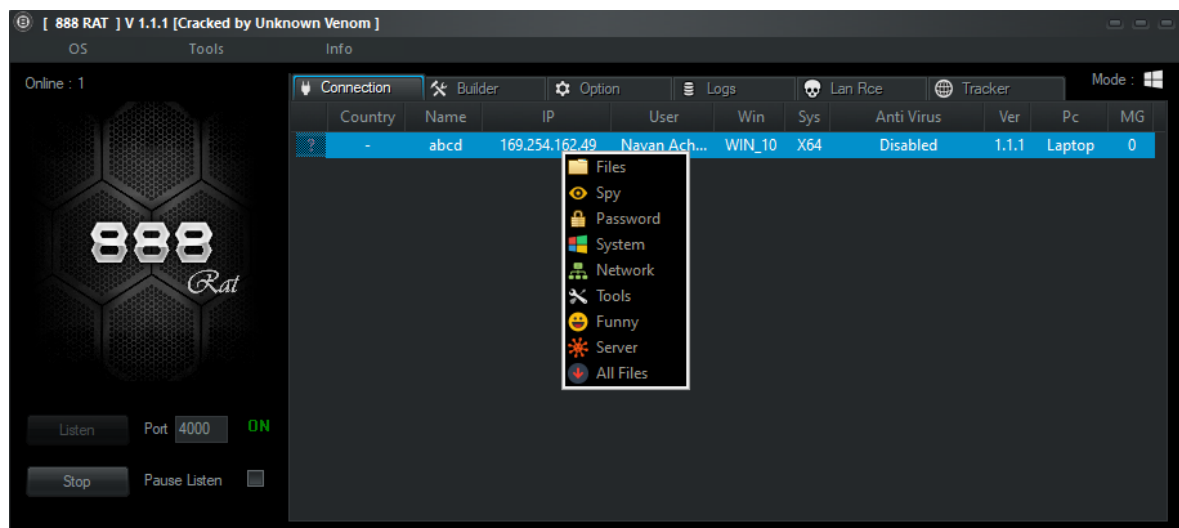 [ 888 RAT ] V 1.1.1 [Cracked by Unknown Venom ]
OS Tools Info
Online : 1
Connection Builder Option Logs Lan Rce Tracker Mode :
Country Name IP User Win Sys Anti Virus Ver Pc MG
? - abcd 169.254.162.49 Navan Ach... WIN_10 X64 Disabled 1.1.1 Laptop 0
Files
Spy
Password
System
Network
Tools
Funny
Server
All Files
888
Rat
Listen Port 4000 ON
Stop Pause Listen